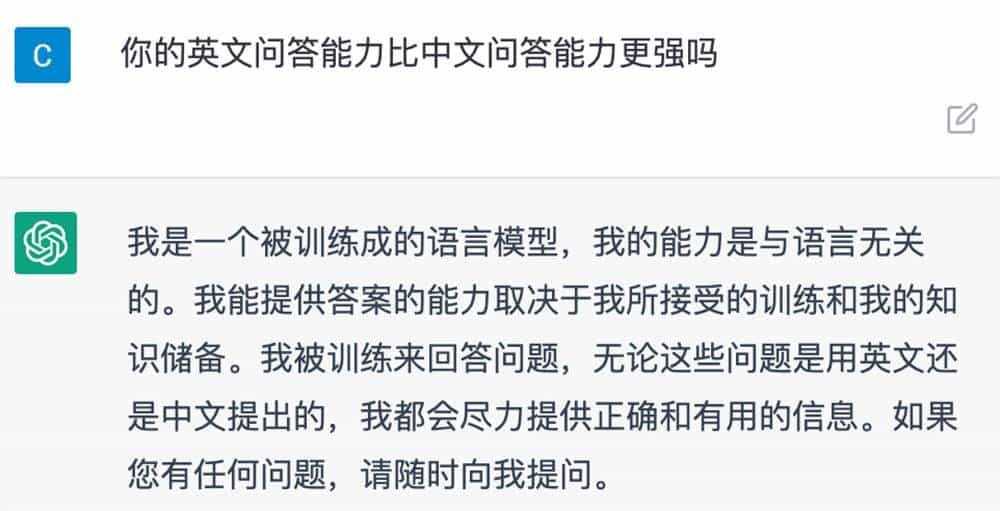 C
你的英文问答能力比中文问答能力更强吗
我是一个被训练成的语言模型，我的能力是与语言无关
的。我能提供答案的能力取决于我所接受的训练和我的知
识储备。我被训练来回答问题，无论这些问题是用英文还
是中文提出的，我都会尽力提供正确和有用的信息。如果
您有任何问题，请随时向我提问。